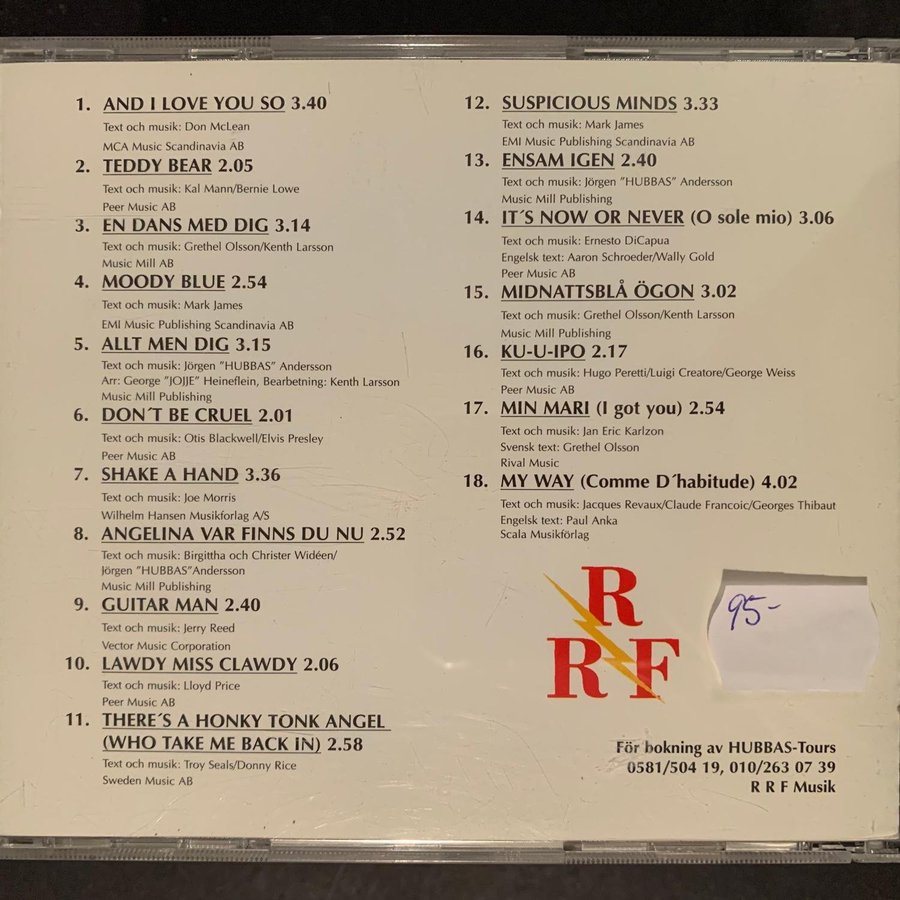 1. AND I LOVE YOU SO 3.40
Text och musik: Don McLean
MCA Music Scandinavia AB
2. TEDDY BEAR 2.05
Text och musik: Kal Mann/Bernie Lowe
Peer Music AB
3. EN DANS MED DIG 3.14
Text och musik: Grethel Olsson/Kenth Larsson
Music Mill AB
4. MOODY BLUE 2.54
Text och musik: Mark James
EMI Music Publishing Scandinavia AB
5. ALLT MEN DIG 3.15
Text och musik: Jörgen ”HUBBAS” Andersson
Arr: George ”JOJJE” Heineflein, Bearbetning: Kenth Larsson
Music Mill Publishing
6. DON´T BE CRUEL 2.01
Text och musik: Otis Blackwell/Elvis Presley
Peer Music AB
7. SHAKE A HAND 3.36
Text och musik: Joe Morris
Wilhelm Hansen Musikforlag A/S
8. ANGELINA VAR FINNS DU NU 2.52
Text och musik: Birgittha och Christer Widéen/
Jörgen ”HUBBAS”Andersson
Music Mill Publishing
9. GUITAR MAN 2.40
Text och musik: Jerry Reed
Vector Music Corporation
10. LAWDY MISS CLAWDY 2.06
Text och musik: Lloyd Price
Peer Music AB
11. THERE´S A HONKY TONK ANGEL
(WHO TAKE ME BACK IN) 2.58
Text och musik: Troy Seals/Donny Rice
Sweden Music AB
12. SUSPICIOUS MINDS 3.33
Text och musik: Mark James
EMI Music Publishing Scandinavia AB
13. ENSAM IGEN 2.40
Text och musik: Jörgen ”HUBBAS” Andersson
Music Mill Publishing
14. IT´S NOW OR NEVER (O sole mio) 3.06
Text och musik: Ernesto DiCapua
Engelsk text: Aaron Schroeder/Wally Gold
Peer Music AB
15. MIDNATTSBLÅ ÖGON 3.02
Text och musik: Grethel Olsson/Kenth Larsson
Music Mill Publishing
16. KU-U-IPO 2.17
Text och musik: Hugo Peretti/Luigi Creatore/George Weiss
Peer Music AB
17. MIN MARI (I got you) 2.54
Text och musik: Jan Eric Karlzon
Svensk text: Grethel Olsson
Rival Music
18. MY WAY (Comme D´habitude) 4.02
Text och musik: Jacques Revaux/Claude Francoic/Georges Thibaut
Engelsk text: Paul Anka
Scala Musikförlag
R
R F
95-
För bokning av HUBBAS-Tours
0581/504 19, 010/263 07 39
R R F Musik